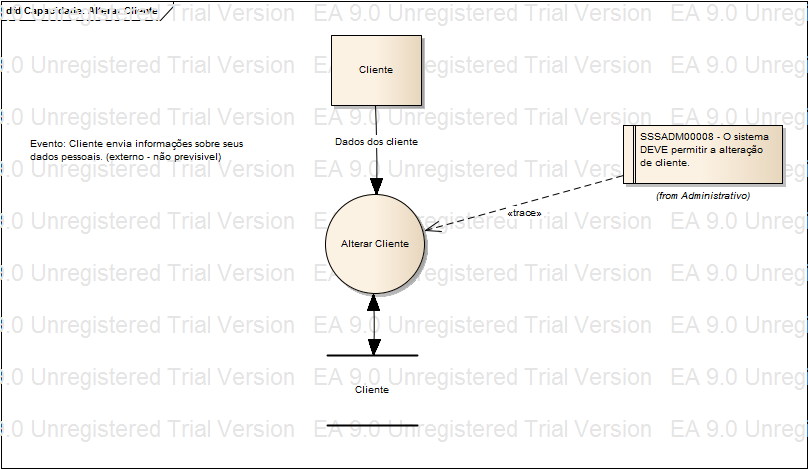 dfd Capacidade: Alterar Cliente
EA 9.0 Unregistered Trial Version
Cliente
Dados dos cliente
Evento: Cliente envia informações sobre seus
dados pessoais. (externo - não previsivel)
SSSADM00008 - O sistema
DEVE permitir a alteração
de cliente.
(from Administrativo)
«trace»
Alterar Cliente
Cliente